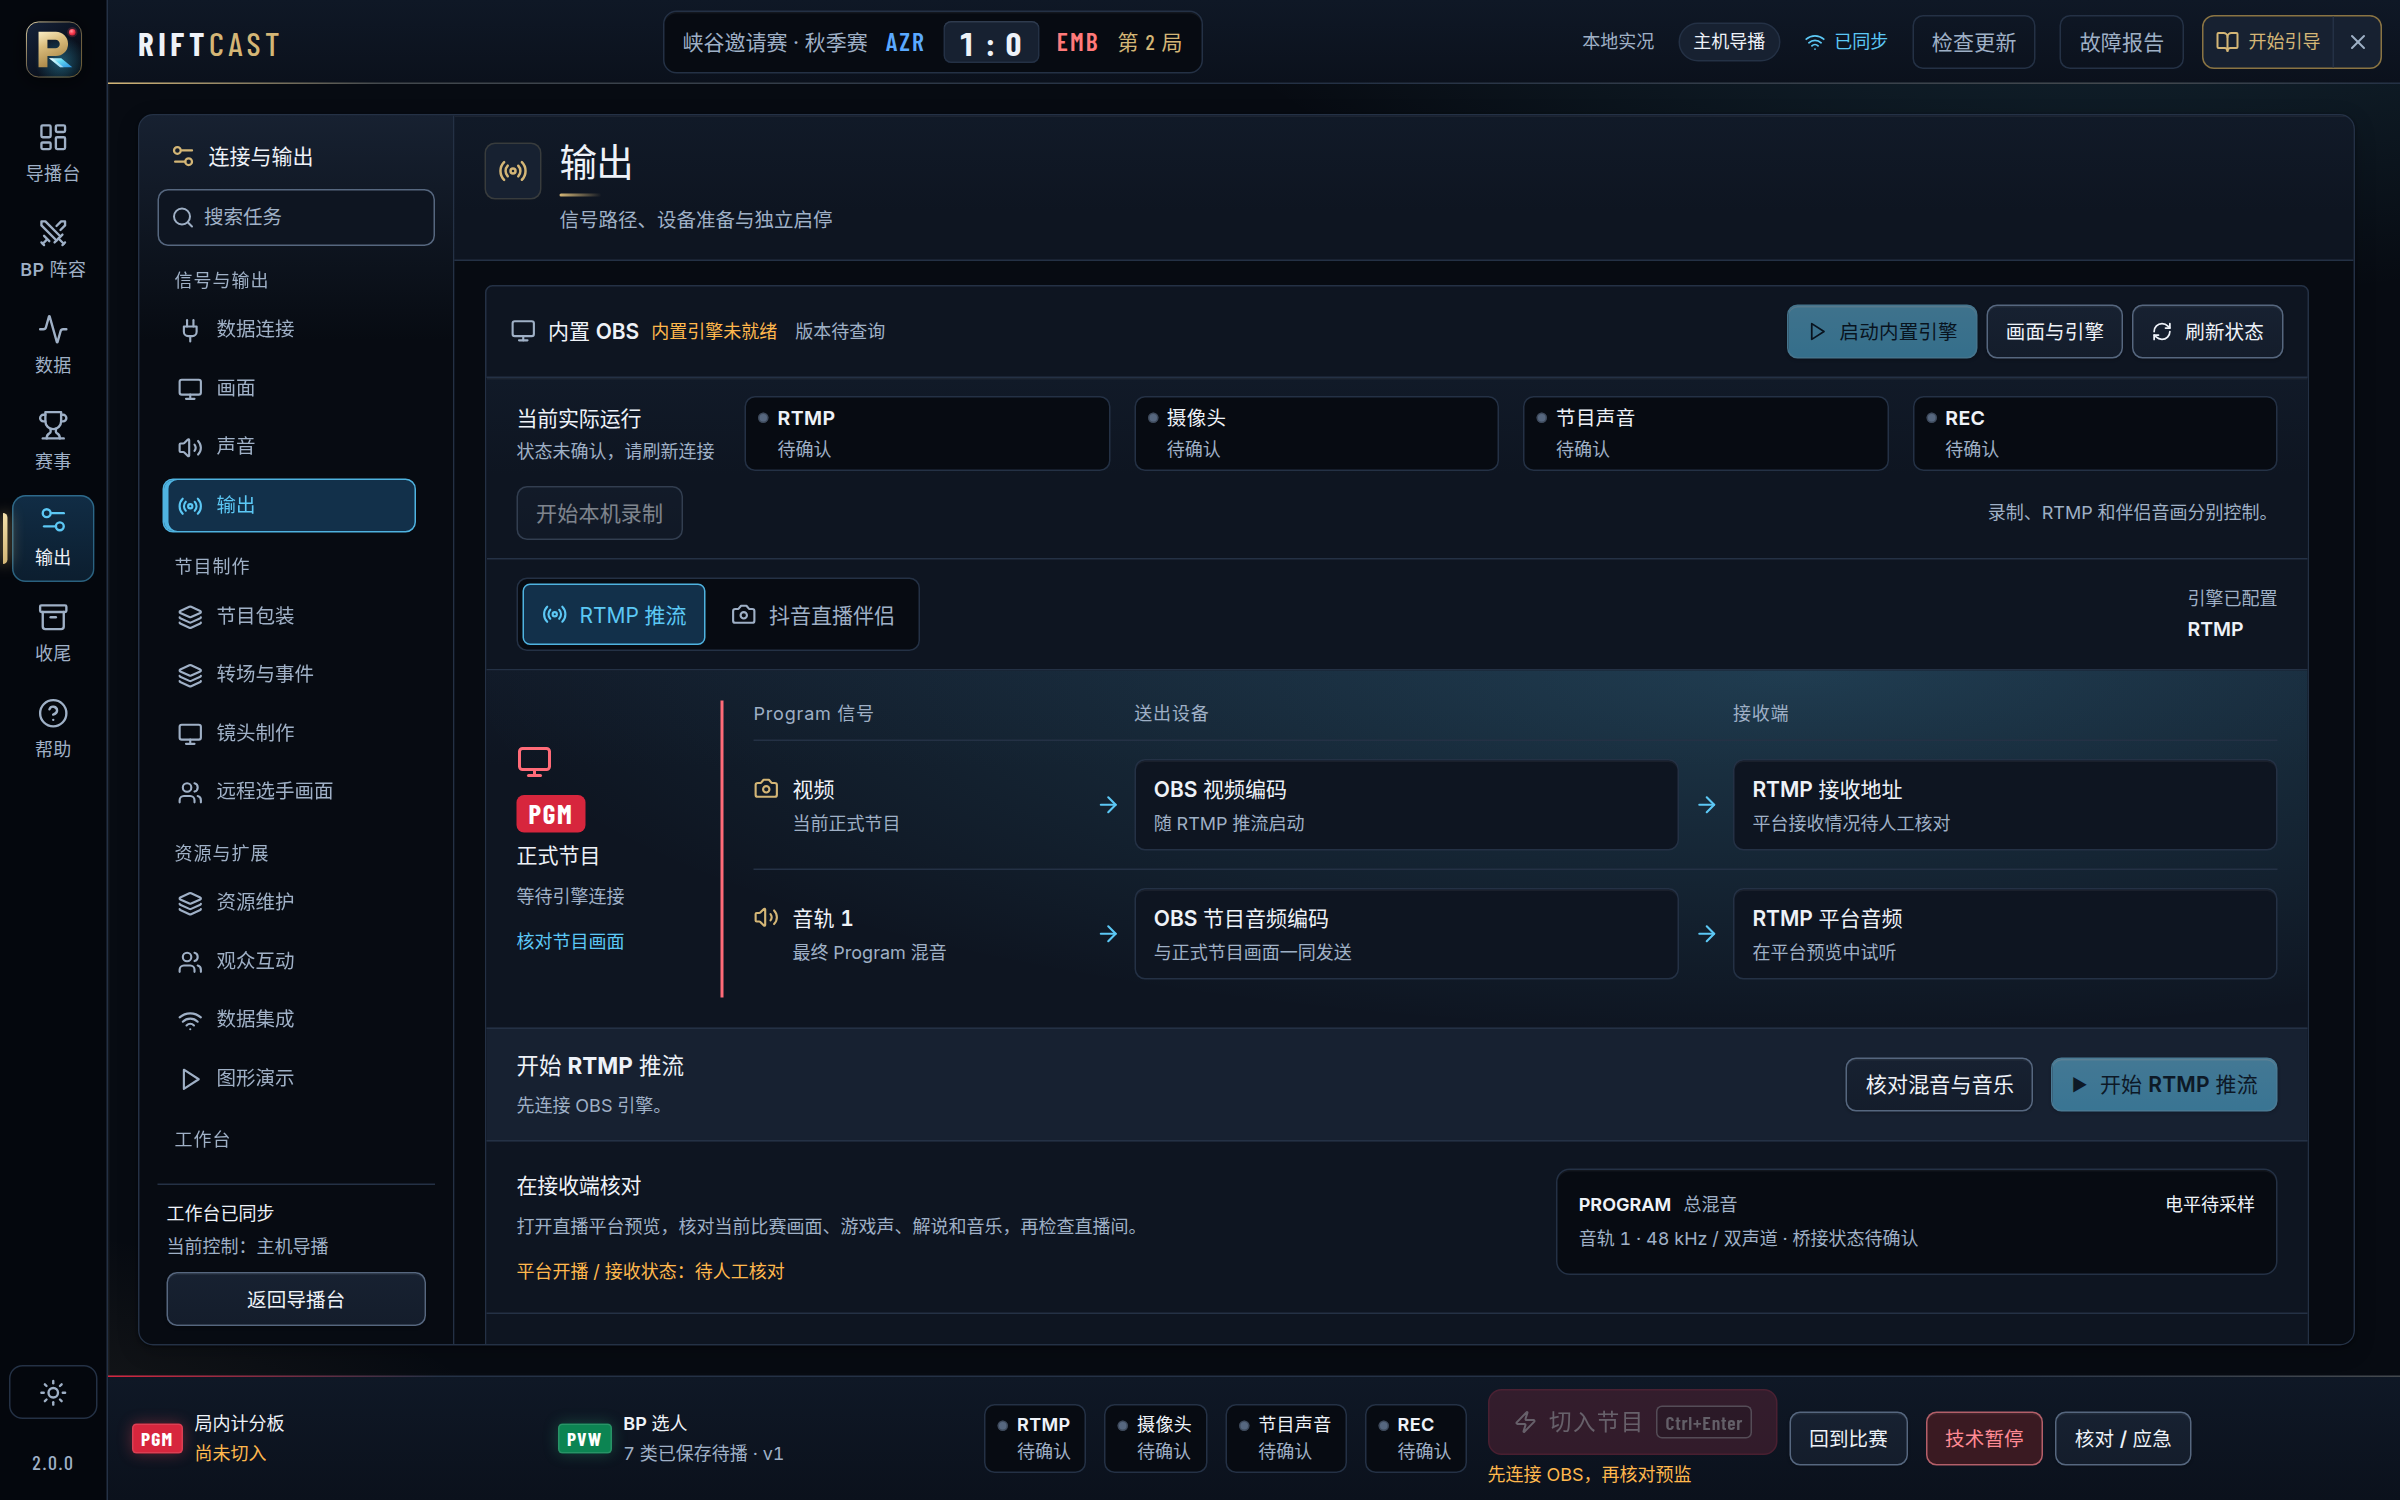 RIFTCAST
峡谷邀请赛 · 秋季赛 AZR 1 : 0 EMB 第 2 局
本地实况 主机导播 已同步 检查更新 故障报告 开始引导
导播台
BP 阵容
数据
赛事
输出
收尾
帮助
2.0.0
连接与输出
搜索任务
信号与输出
数据连接
画面
声音
输出
节目制作
节目包装
转场与事件
镜头制作
远程选手画面
资源与扩展
资源维护
观众互动
数据集成
图形演示
工作台
工作台已同步
当前控制：主机导播
返回导播台
输出
信号路径、设备准备与独立启停
内置 OBS 内置引擎未就绪 版本待查询
启动内置引擎 画面与引擎 刷新状态
当前实际运行
状态未确认，请刷新连接
RTMP
待确认
摄像头
待确认
节目声音
待确认
REC
待确认
开始本机录制
录制、RTMP 和伴侣音画分别控制。
RTMP 推流 抖音直播伴侣
引擎已配置
RTMP
PGM
正式节目
等待引擎连接
核对节目画面
Program 信号 送出设备 接收端
视频
当前正式节目
OBS 视频编码
随 RTMP 推流启动
RTMP 接收地址
平台接收情况待人工核对
音轨 1
最终 Program 混音
OBS 节目音频编码
与正式节目画面一同发送
RTMP 平台音频
在平台预览中试听
开始 RTMP 推流
先连接 OBS 引擎。
核对混音与音乐 开始 RTMP 推流
在接收端核对
打开直播平台预览，核对当前比赛画面、游戏声、解说和音乐，再检查直播间。
平台开播 / 接收状态：待人工核对
PROGRAM 总混音 电平待采样
音轨 1 · 48 kHz / 双声道 · 桥接状态待确认
PGM
局内计分板
尚未切入
PVW
BP 选人
7 类已保存待播 · v1
RTMP
待确认
摄像头
待确认
节目声音
待确认
REC
待确认
切入节目 Ctrl+Enter
先连接 OBS，再核对预监
回到比赛 技术暂停 核对 / 应急